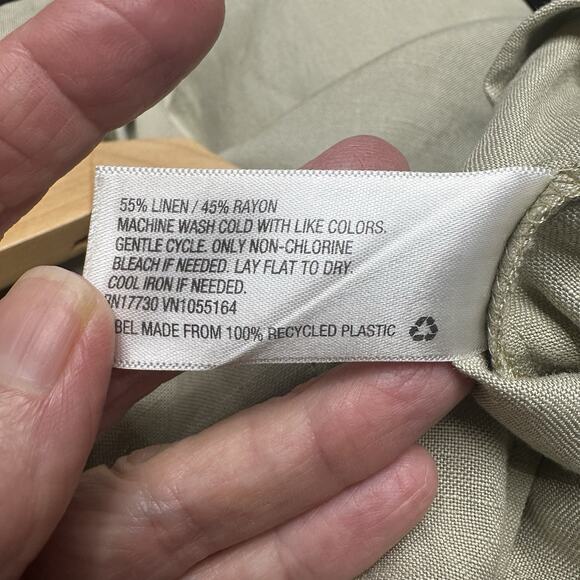 55% LINEN / 45% RAYON
MACHINE WASH COLD WITH LIKE COLORS.
GENTLE CYCLE. ONLY NON-CHLORINE
BLEACH IF NEEDED. LAY FLAT TO DRY.
COOL IRON IF NEEDED.
RN17730 VN1055164
BEL MADE FROM 100% RECYCLED PLASTIC